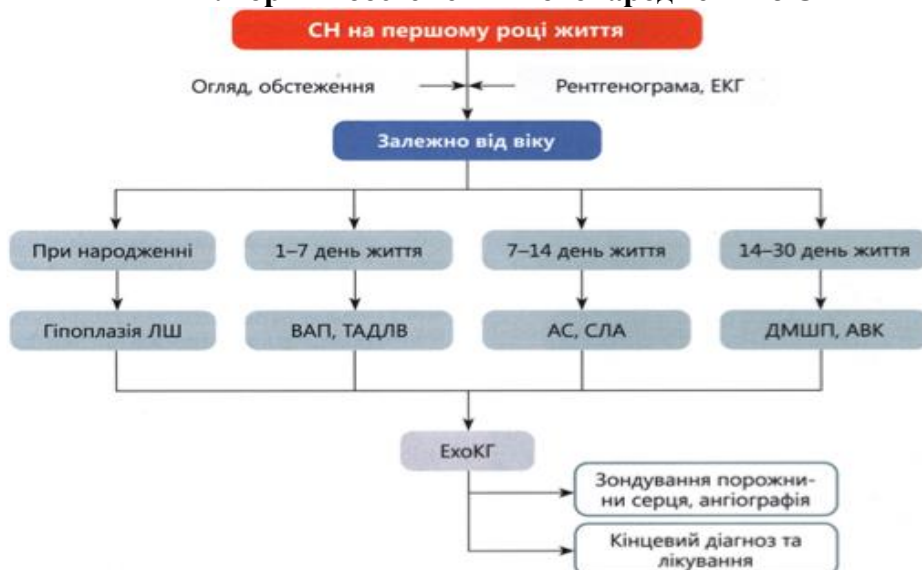 СН на першому році життя
Огляд, обстеження
Рентгенограма, ЕКГ
Залежно від віку
При народженні
1–7 день життя
7–14 день життя
14–30 день життя
Гіпоплазія ЛШ
ВАП, ТАДЛВ
АС, СЛА
ДМШП, АВК
ЕхоКГ
Зондування порожни-
ни серця, ангіографія
Кінцевий діагноз та
лікування